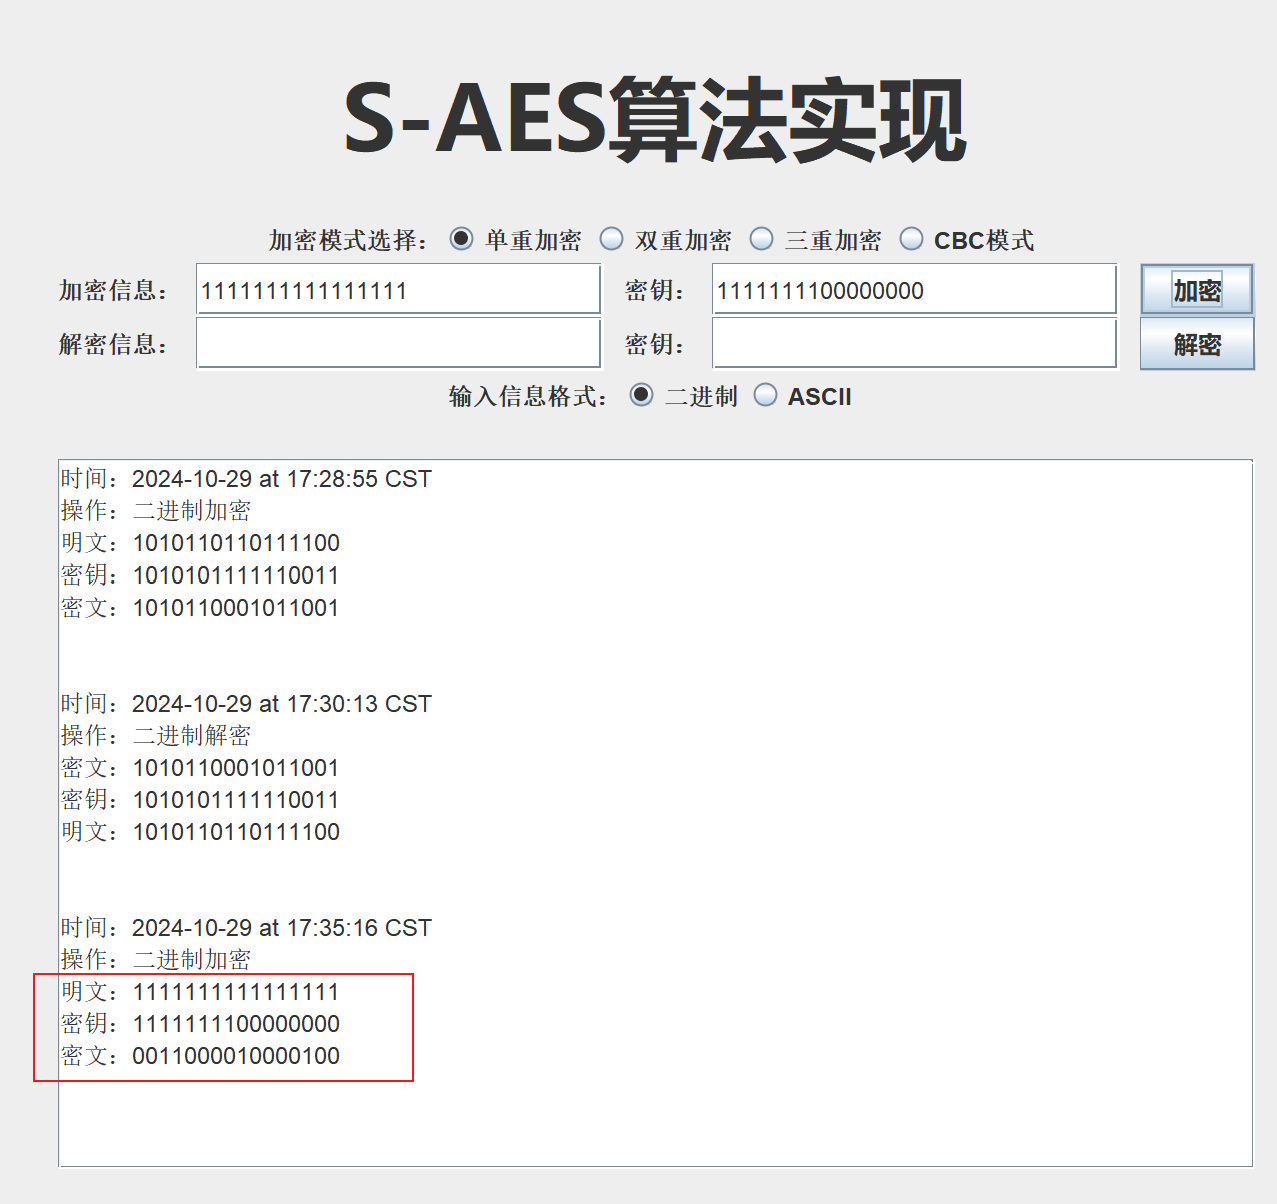 S-AES算法实现
加密模式选择： 单重加密 双重加密 三重加密 CBC模式
加密信息： 1111111111111111 密钥： 1111111100000000 加密
解密信息： 密钥： 解密
输入信息格式： 二进制 ASCII
时间：2024-10-29 at 17:28:55 CST
操作：二进制加密
明文：1010110110111100
密钥：1010101111110011
密文：1010110001011001
时间：2024-10-29 at 17:30:13 CST
操作：二进制解密
密文：1010110001011001
密钥：1010101111110011
明文：1010110110111100
时间：2024-10-29 at 17:35:16 CST
操作：二进制加密
明文：1111111111111111
密钥：1111111100000000
密文：0011000010000100